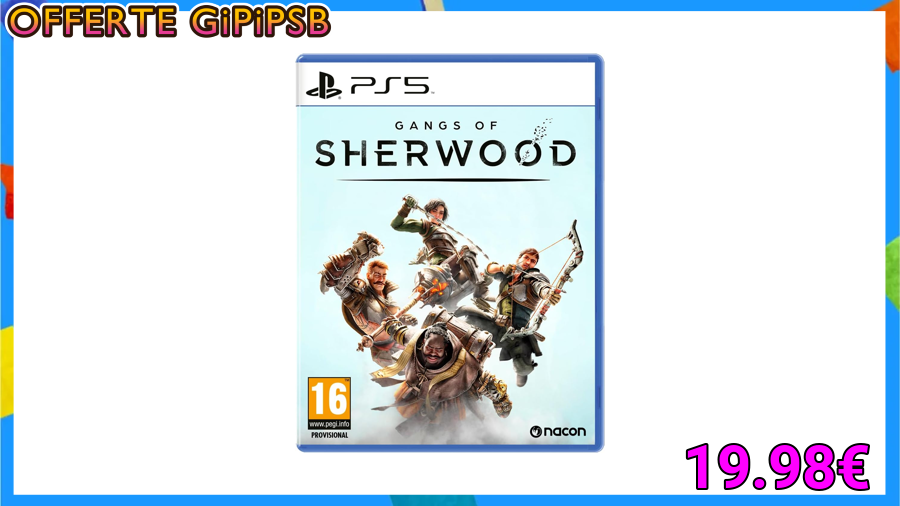 OFFERTE GiPiPSB
PS5
GANGS OF
SHERWOOD
16
www.pegi.info
PROVISIONAL
nacon
19.98€